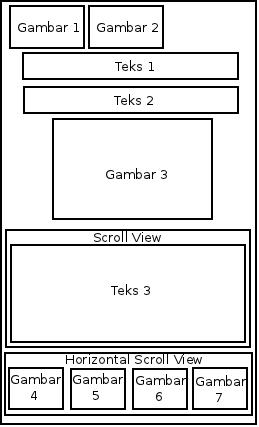 Gambar 1 Gambar 2
Teks 1
Teks 2
Gambar 3
Scroll View
Teks 3
Horizontal Scroll View
Gambar 4
Gambar 5
Gambar 6
Gambar 7